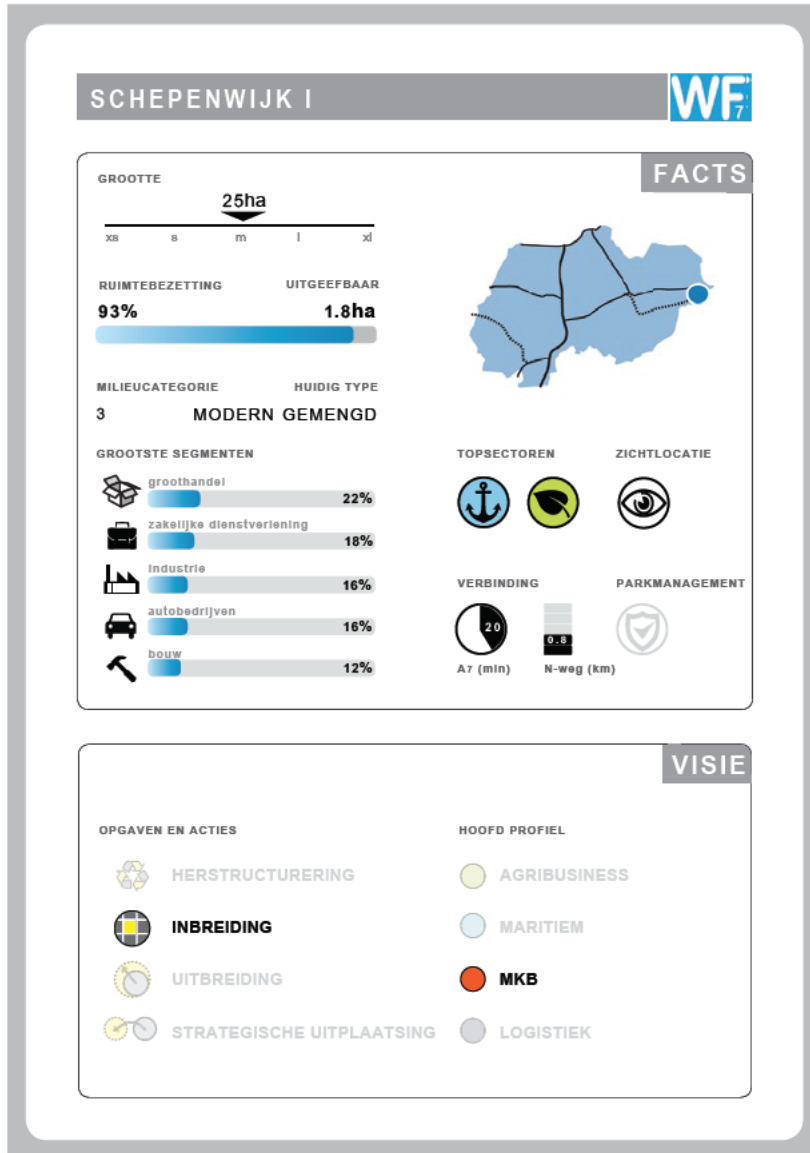 SCHEPENWIJK I
WF
7
FACTS
GROOTTE
25ha
xs s m l xl
RUIMTEBEZETTING UITGEEFBAAR
93% 1.8ha
MILIEUCATEGORIE HUIDIG TYPE
3 MODERN GEMENGD
GROOTSTE SEGMENTEN
groothandel
22%
zakelijke dienstverlening
18%
industrie
16%
autobedrijven
16%
bouw
12%
TOPSECTOREN ZICHTLOCATIE
VERBINDING PARKMANAGEMENT
20 0.8
A7 (min) N-weg (km)
VISIE
OPGAVEN EN ACTIES HOOFD PROFIEL
HERSTRUCTURERING AGRIBUSINESS
INBREIDING MARITIEM
UITBREIDING MKB
STRATEGISCHE UITPLAATSING LOGISTIEK